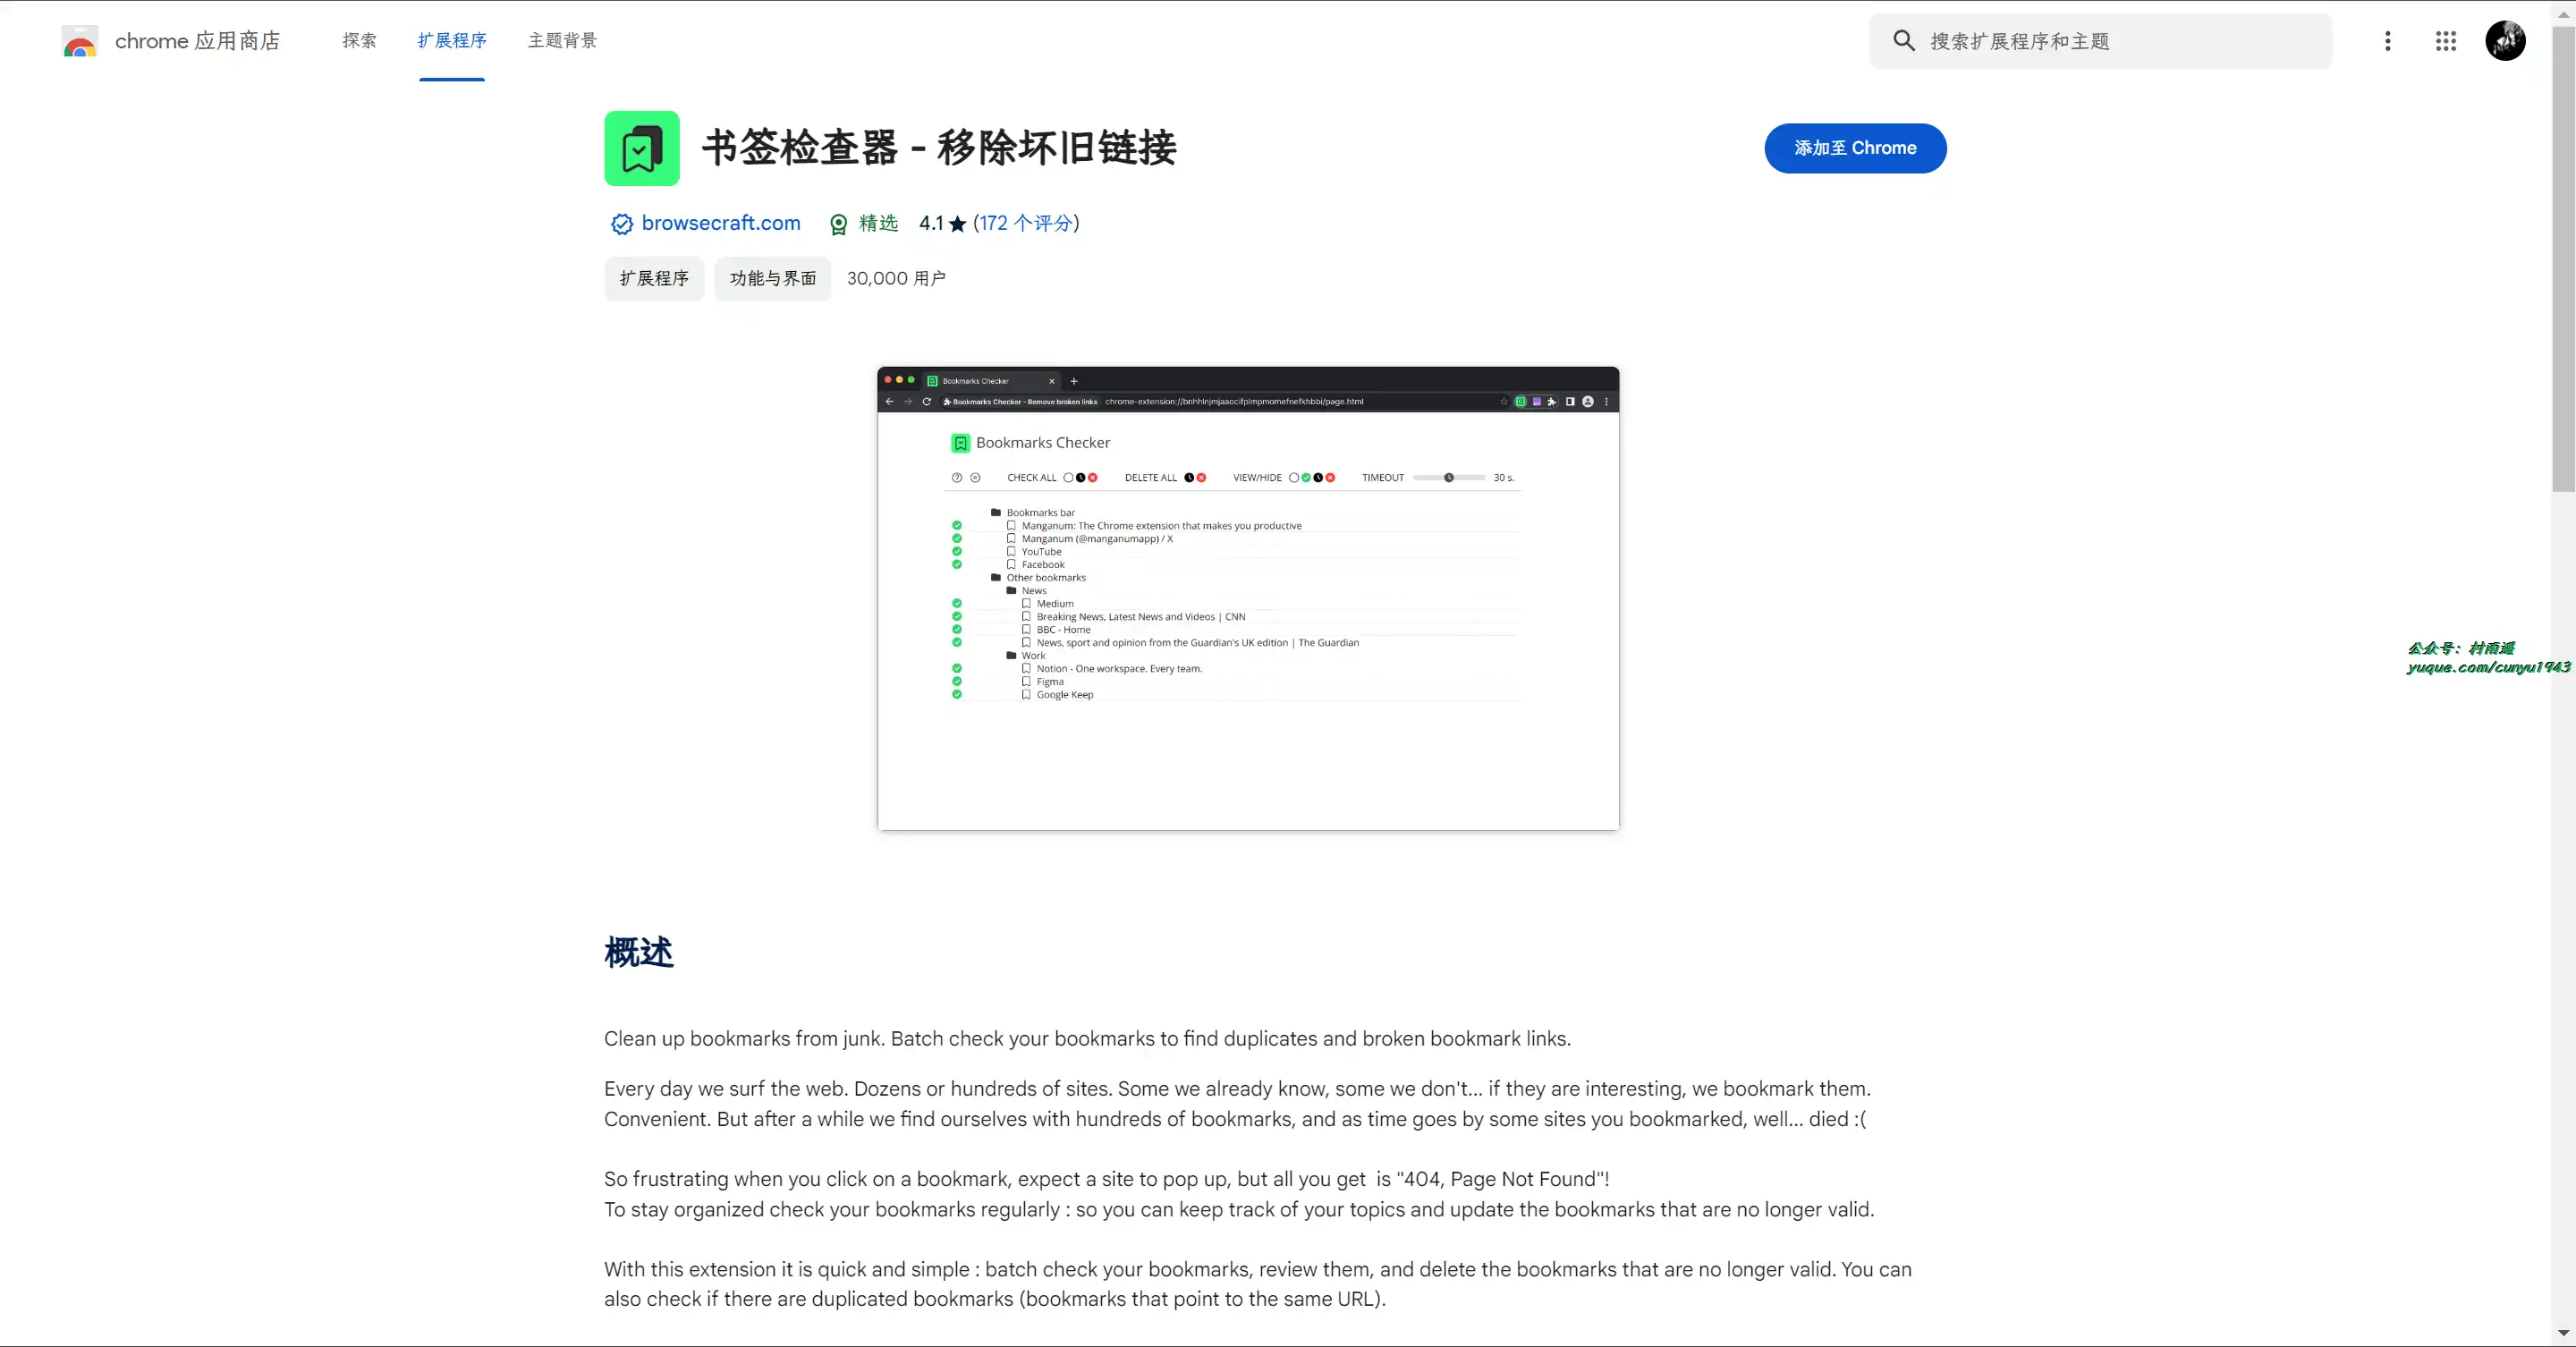 chrome 应用商店
探索
扩展程序
主题背景
搜索扩展程序和主题
书签检查器 - 移除坏旧链接
添加至 Chrome
browsecraft.com
精选
4.1★ (172 个评分)
扩展程序
功能与界面
30,000 用户
Bookmarks Checker
Bookmarks Checker - Remove broken links
Bookmarks Checker
CHECK ALL
DELETE ALL
VIEW/HIDE
TIMEOUT
30 s.
Bookmarks bar
Manganum: The Chrome extension that makes you productive
Manganum (@manganumapp) / X
YouTube
Facebook
Other bookmarks
News
Medium
Breaking News, Latest News and Videos | CNN
BBC - Home
News, sport and opinion from the Guardian's UK edition | The Guardian
Work
Notion - One workspace. Every team.
Figma
Google Keep
公众号：村雨遥
yuque.com/cunyu1943
概述
Clean up bookmarks from junk. Batch check your bookmarks to find duplicates and broken bookmark links.
Every day we surf the web. Dozens or hundreds of sites. Some we already know, some we don't... if they are interesting, we bookmark them.
Convenient. But after a while we find ourselves with hundreds of bookmarks, and as time goes by some sites you bookmarked, well... died :(
So frustrating when you click on a bookmark, expect a site to pop up, but all you get  is "404, Page Not Found"!
To stay organized check your bookmarks regularly : so you can keep track of your topics and update the bookmarks that are no longer valid.
With this extension it is quick and simple : batch check your bookmarks, review them, and delete the bookmarks that are no longer valid. You can
also check if there are duplicated bookmarks (bookmarks that point to the same URL).